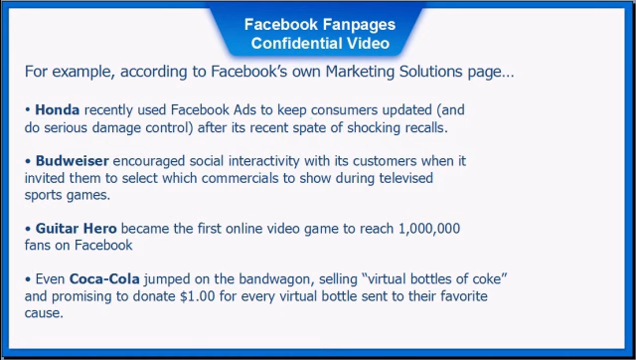 Facebook Fanpages
Confidential Video
For example, according to Facebook's own Marketing Solutions page…
• Honda recently used Facebook Ads to keep consumers updated (and
do serious damage control) after its recent spate of shocking recalls.
• Budweiser encouraged social interactivity with its customers when it
invited them to select which commercials to show during televised
sports games.
• Guitar Hero became the first online video game to reach 1,000,000
fans on Facebook
• Even Coca-Cola jumped on the bandwagon, selling “virtual bottles of coke”
and promising to donate $1.00 for every virtual bottle sent to their favorite
cause.